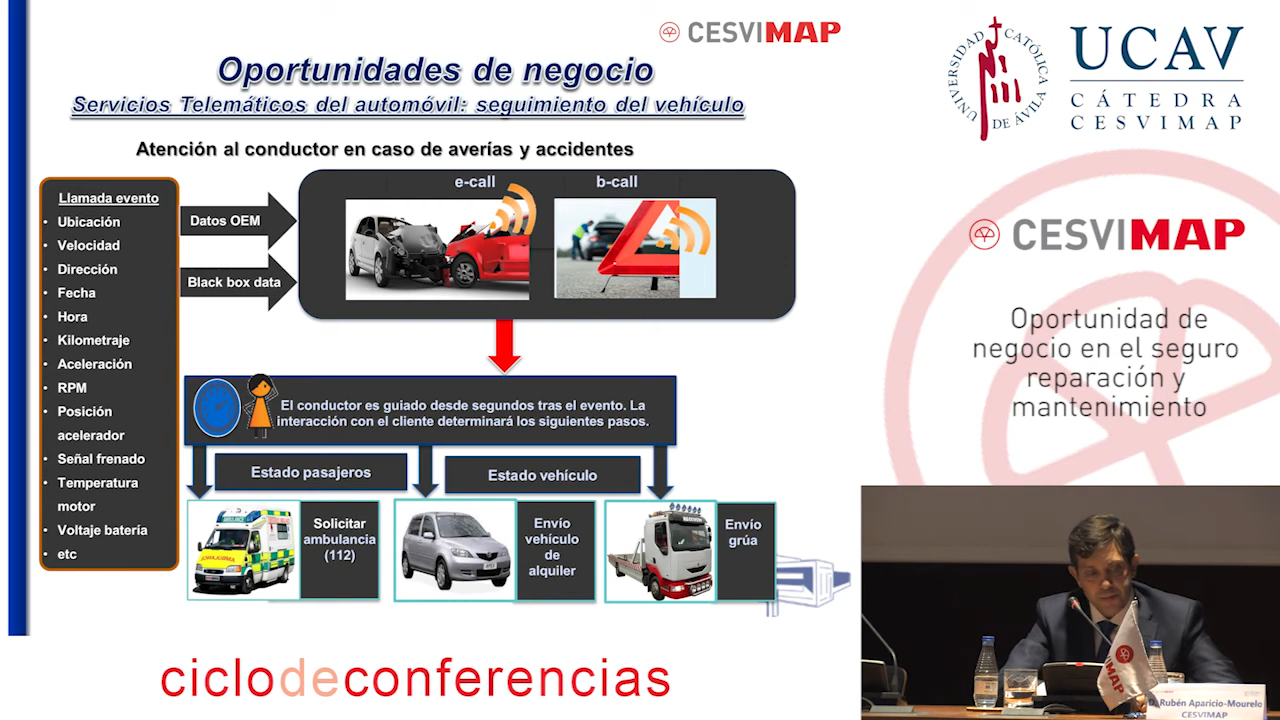 CESVIMAP
Oportunidades de negocio
Servicios Telemáticos del automóvil: seguimiento del vehículo
Atención al conductor en caso de averías y accidentes
Llamada evento
• Ubicación
• Velocidad
• Dirección
• Fecha
• Hora
• Kilometraje
• Aceleración
• RPM
• Posición
acelerador
• Señal frenado
• Temperatura
motor
• Voltaje batería
• etc
Datos OEM
Black box data
e-call
b-call
El conductor es guiado desde segundos tras el evento. La
interacción con el cliente determinará los siguientes pasos.
Estado pasajeros
Estado vehículo
AMBULANCE
AMBULANCE
Solicitar
ambulancia
(112)
Envío
vehículo
de
alquiler
Envío
grúa
ciclodeconferencias
UNIVERSIDAD CATÓLICA
DE ÁVILA
UCAV
CÁTEDRA
CESVIMAP
CESVIMAP
Oportunidad de
negocio en el seguro
reparación y
mantenimiento
CESVIMAP
D. Rubén Aparicio-Mourelo
CESVIMAP